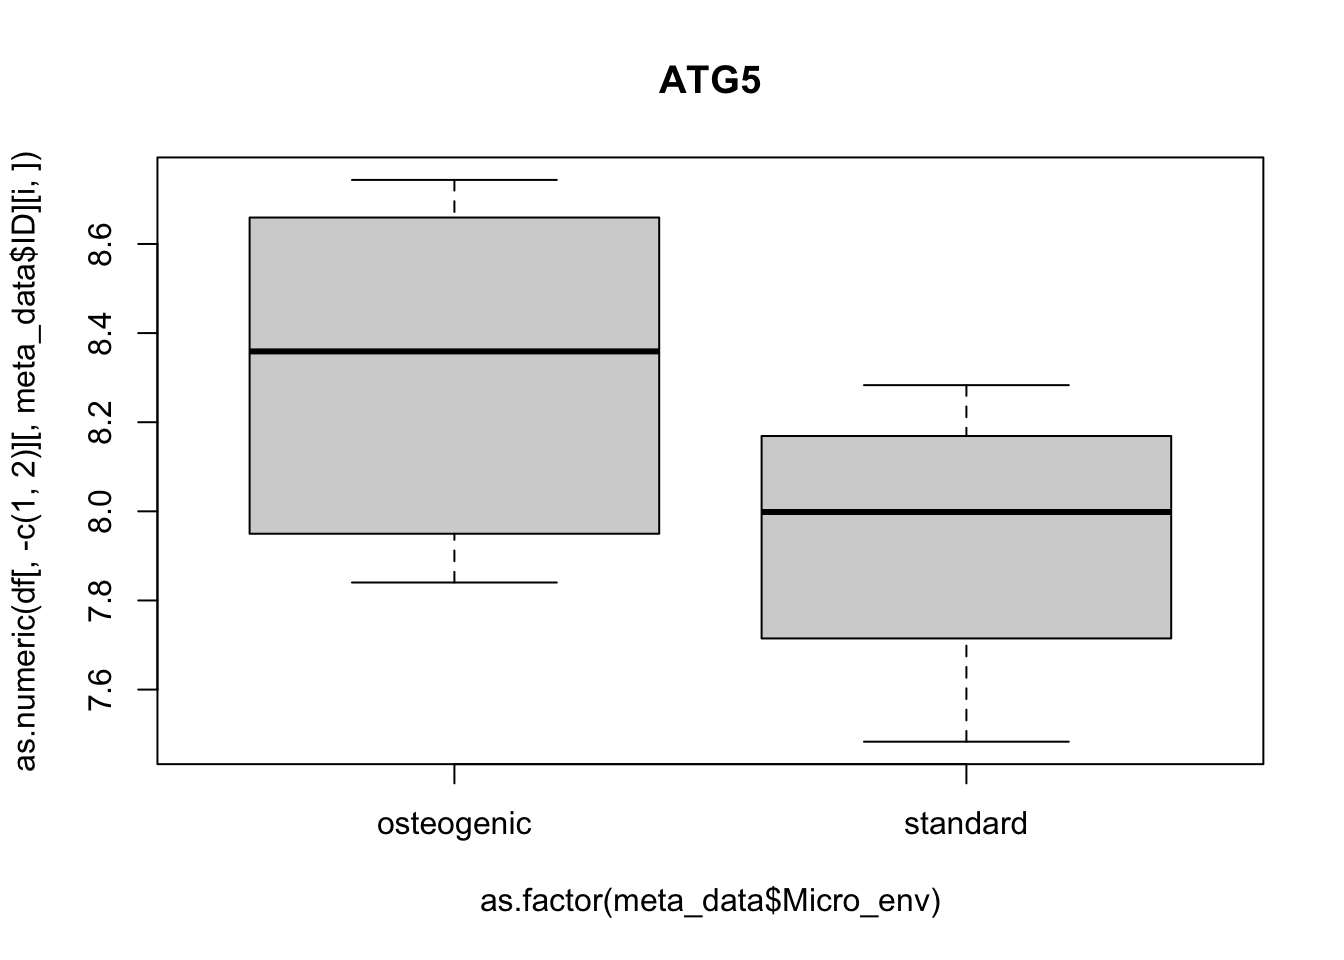 ATG5
as.numeric(df[, -c(1, 2)][, meta_data$ID][i, ])
8.6
8.4
8.2
8.0
7.8
7.6
osteogenic
standard
as.factor(meta_data$Micro_env)